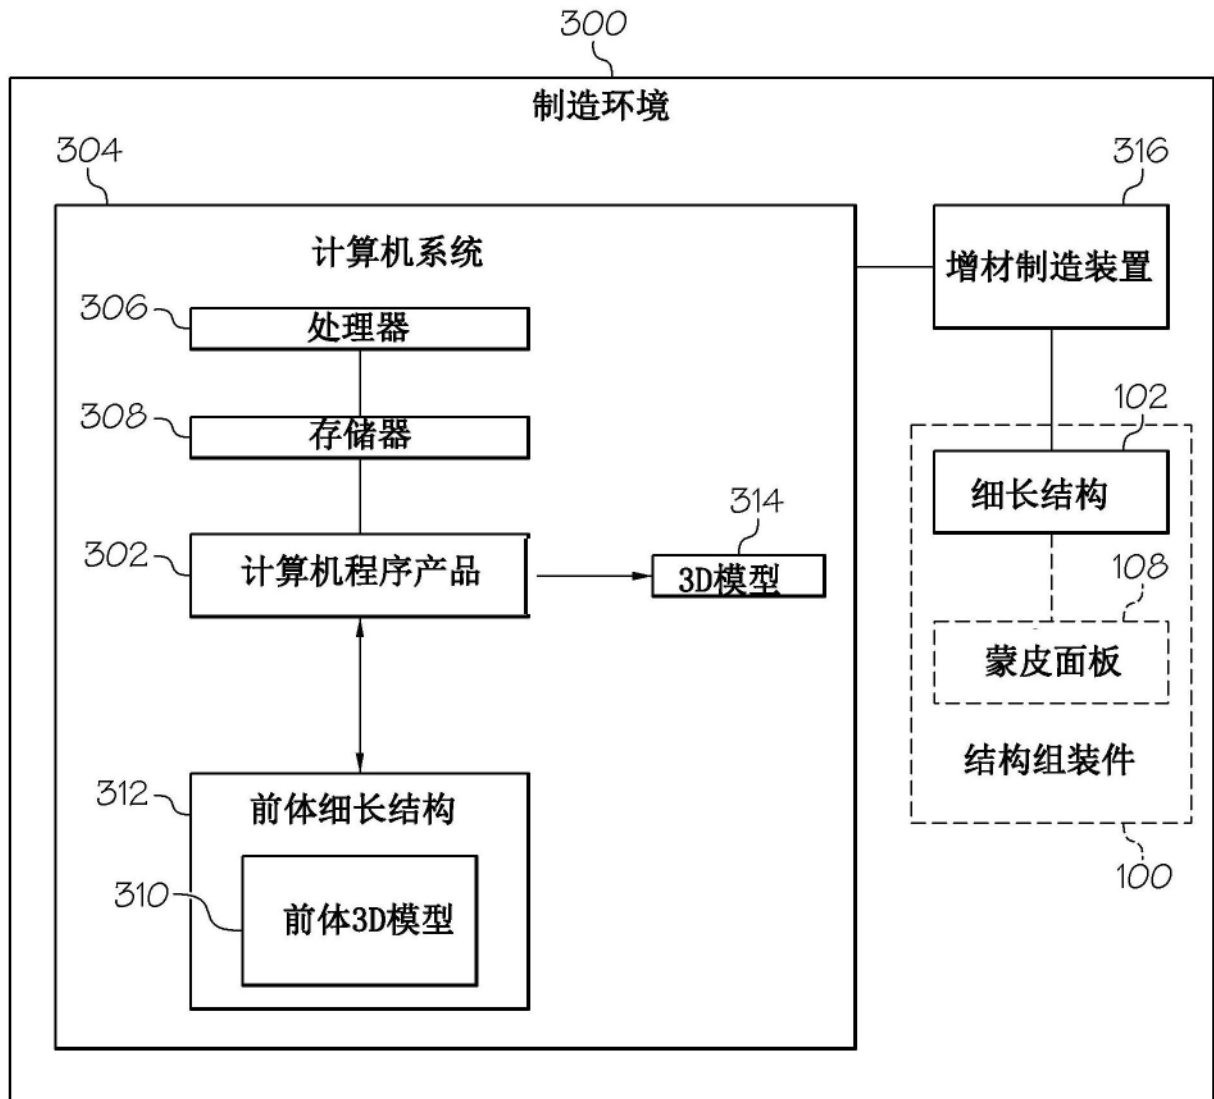 300
制造环境
304
316
计算机系统
增材制造装置
306
处理器
308
存储器
102
细长结构
314
302
计算机程序产品
3D模型
108
蒙皮面板
结构组装件
312
前体细长结构
100
310
前体3D模型